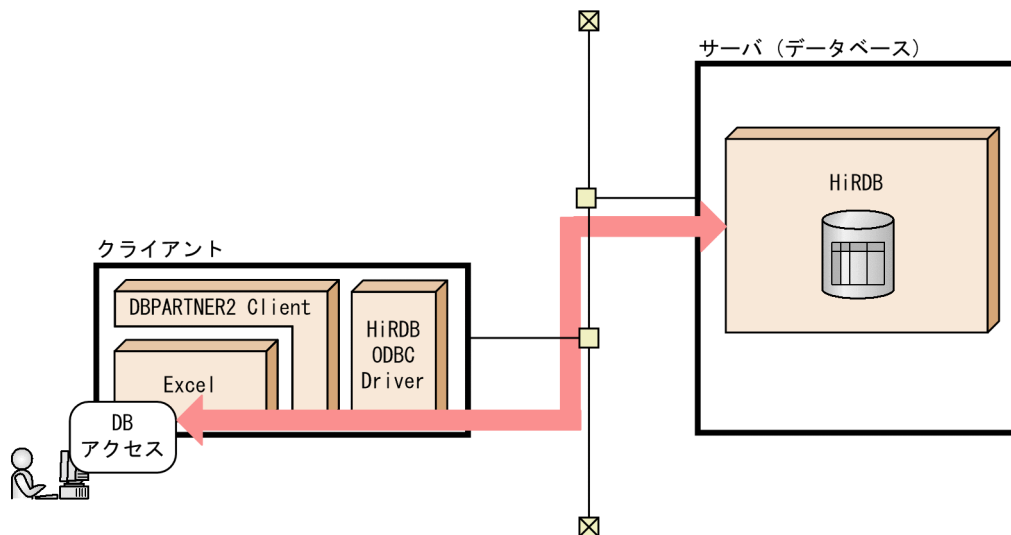 サーバ（データベース）
HiRDB
クライアント
DBPARTNER2 Client
HiRDB
ODBC
Driver
Excel
DB
アクセス